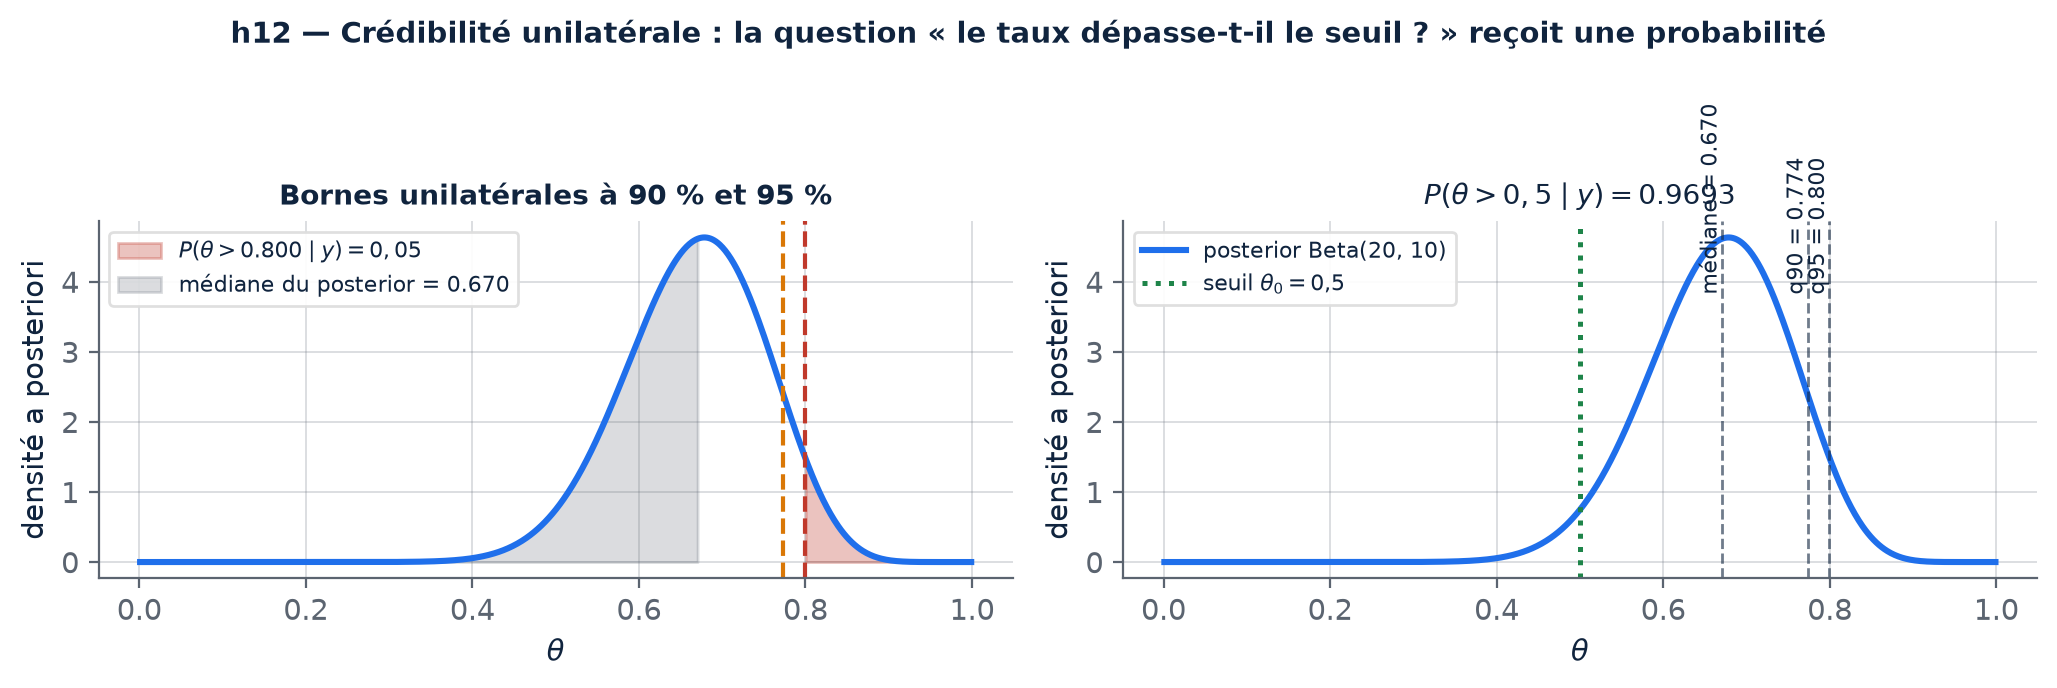 h12 — Crédibilité unilatérale : la question « le taux dépasse-t-il le seuil ? » reçoit une probabilité
Bornes unilatérales à 90 % et 95 %
P(θ > 0.800 | y) = 0,05
médiane du posterior = 0.670
densité a posteriori
4
3
2
1
0
0.0 0.2 0.4 0.6 0.8 1.0
θ
P(θ > 0,5 | y) = 0.9693
médiane = 0.670
q90 = 0.774
q95 = 0.800
posterior Beta(20, 10)
seuil θ₀ = 0,5
densité a posteriori
4
3
2
1
0
0.0 0.2 0.4 0.6 0.8 1.0
θ